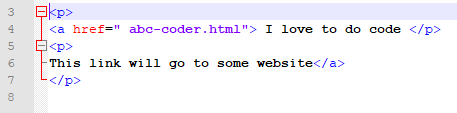 3 <p>
4 <a href=" abc-coder.html"> I love to do code </p>
5 <p>
6 This link will go to some website</a>
7 </p>
8